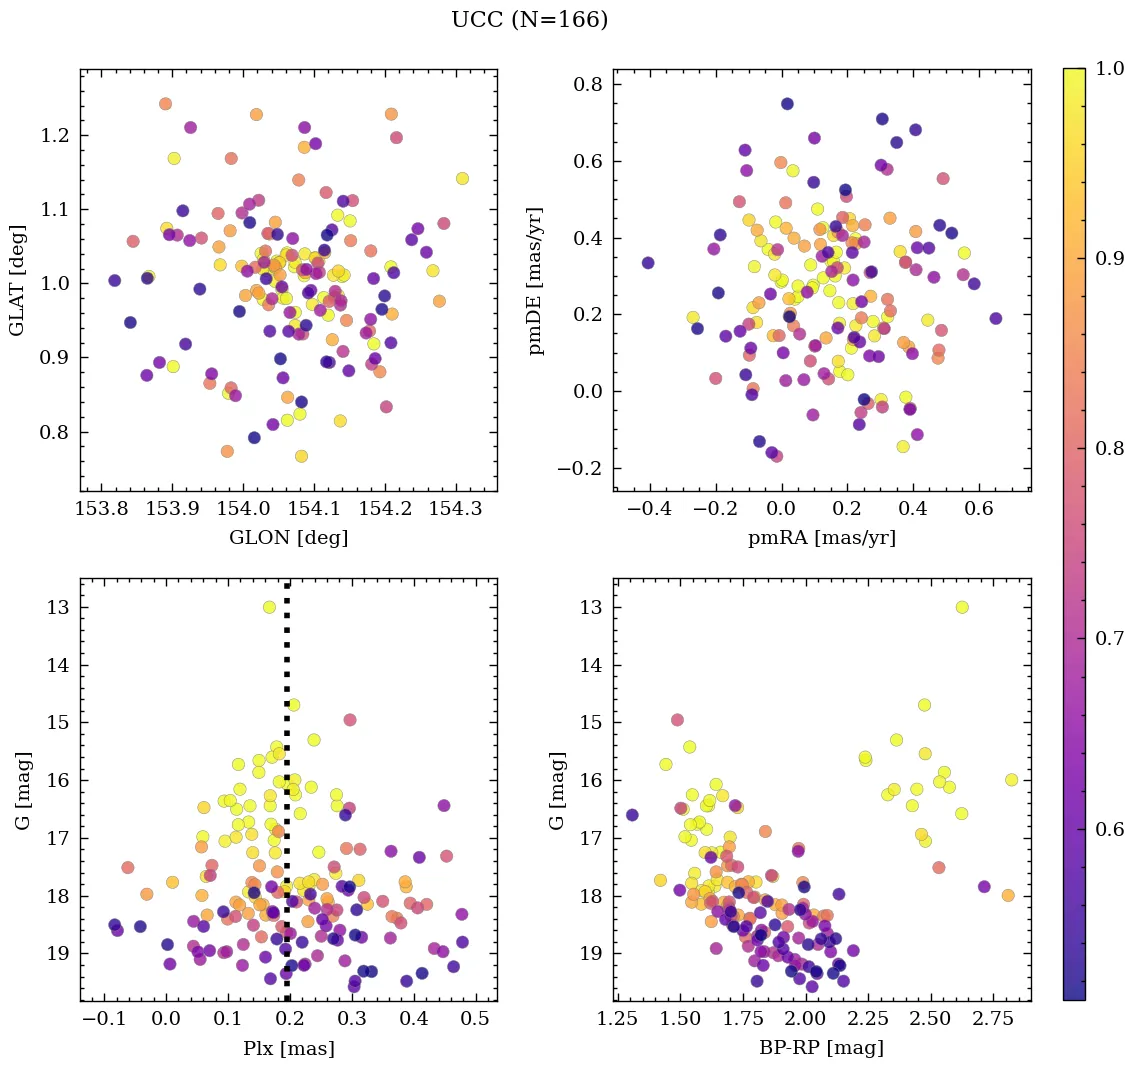 UCC (N=166)
1.2
1.1
1.0
0.9
0.8
GLAT [deg]
153.8 153.9 154.0 154.1 154.2 154.3
GLON [deg]
0.8
0.6
0.4
0.2
0.0
−0.2
pmDE [mas/yr]
−0.4 −0.2 0.0 0.2 0.4 0.6
pmRA [mas/yr]
13
14
15
16
17
18
19
G [mag]
−0.1 0.0 0.1 0.2 0.3 0.4 0.5
Plx [mas]
13
14
15
16
17
18
19
G [mag]
1.25 1.50 1.75 2.00 2.25 2.50 2.75
BP-RP [mag]
1.0
0.9
0.8
0.7
0.6